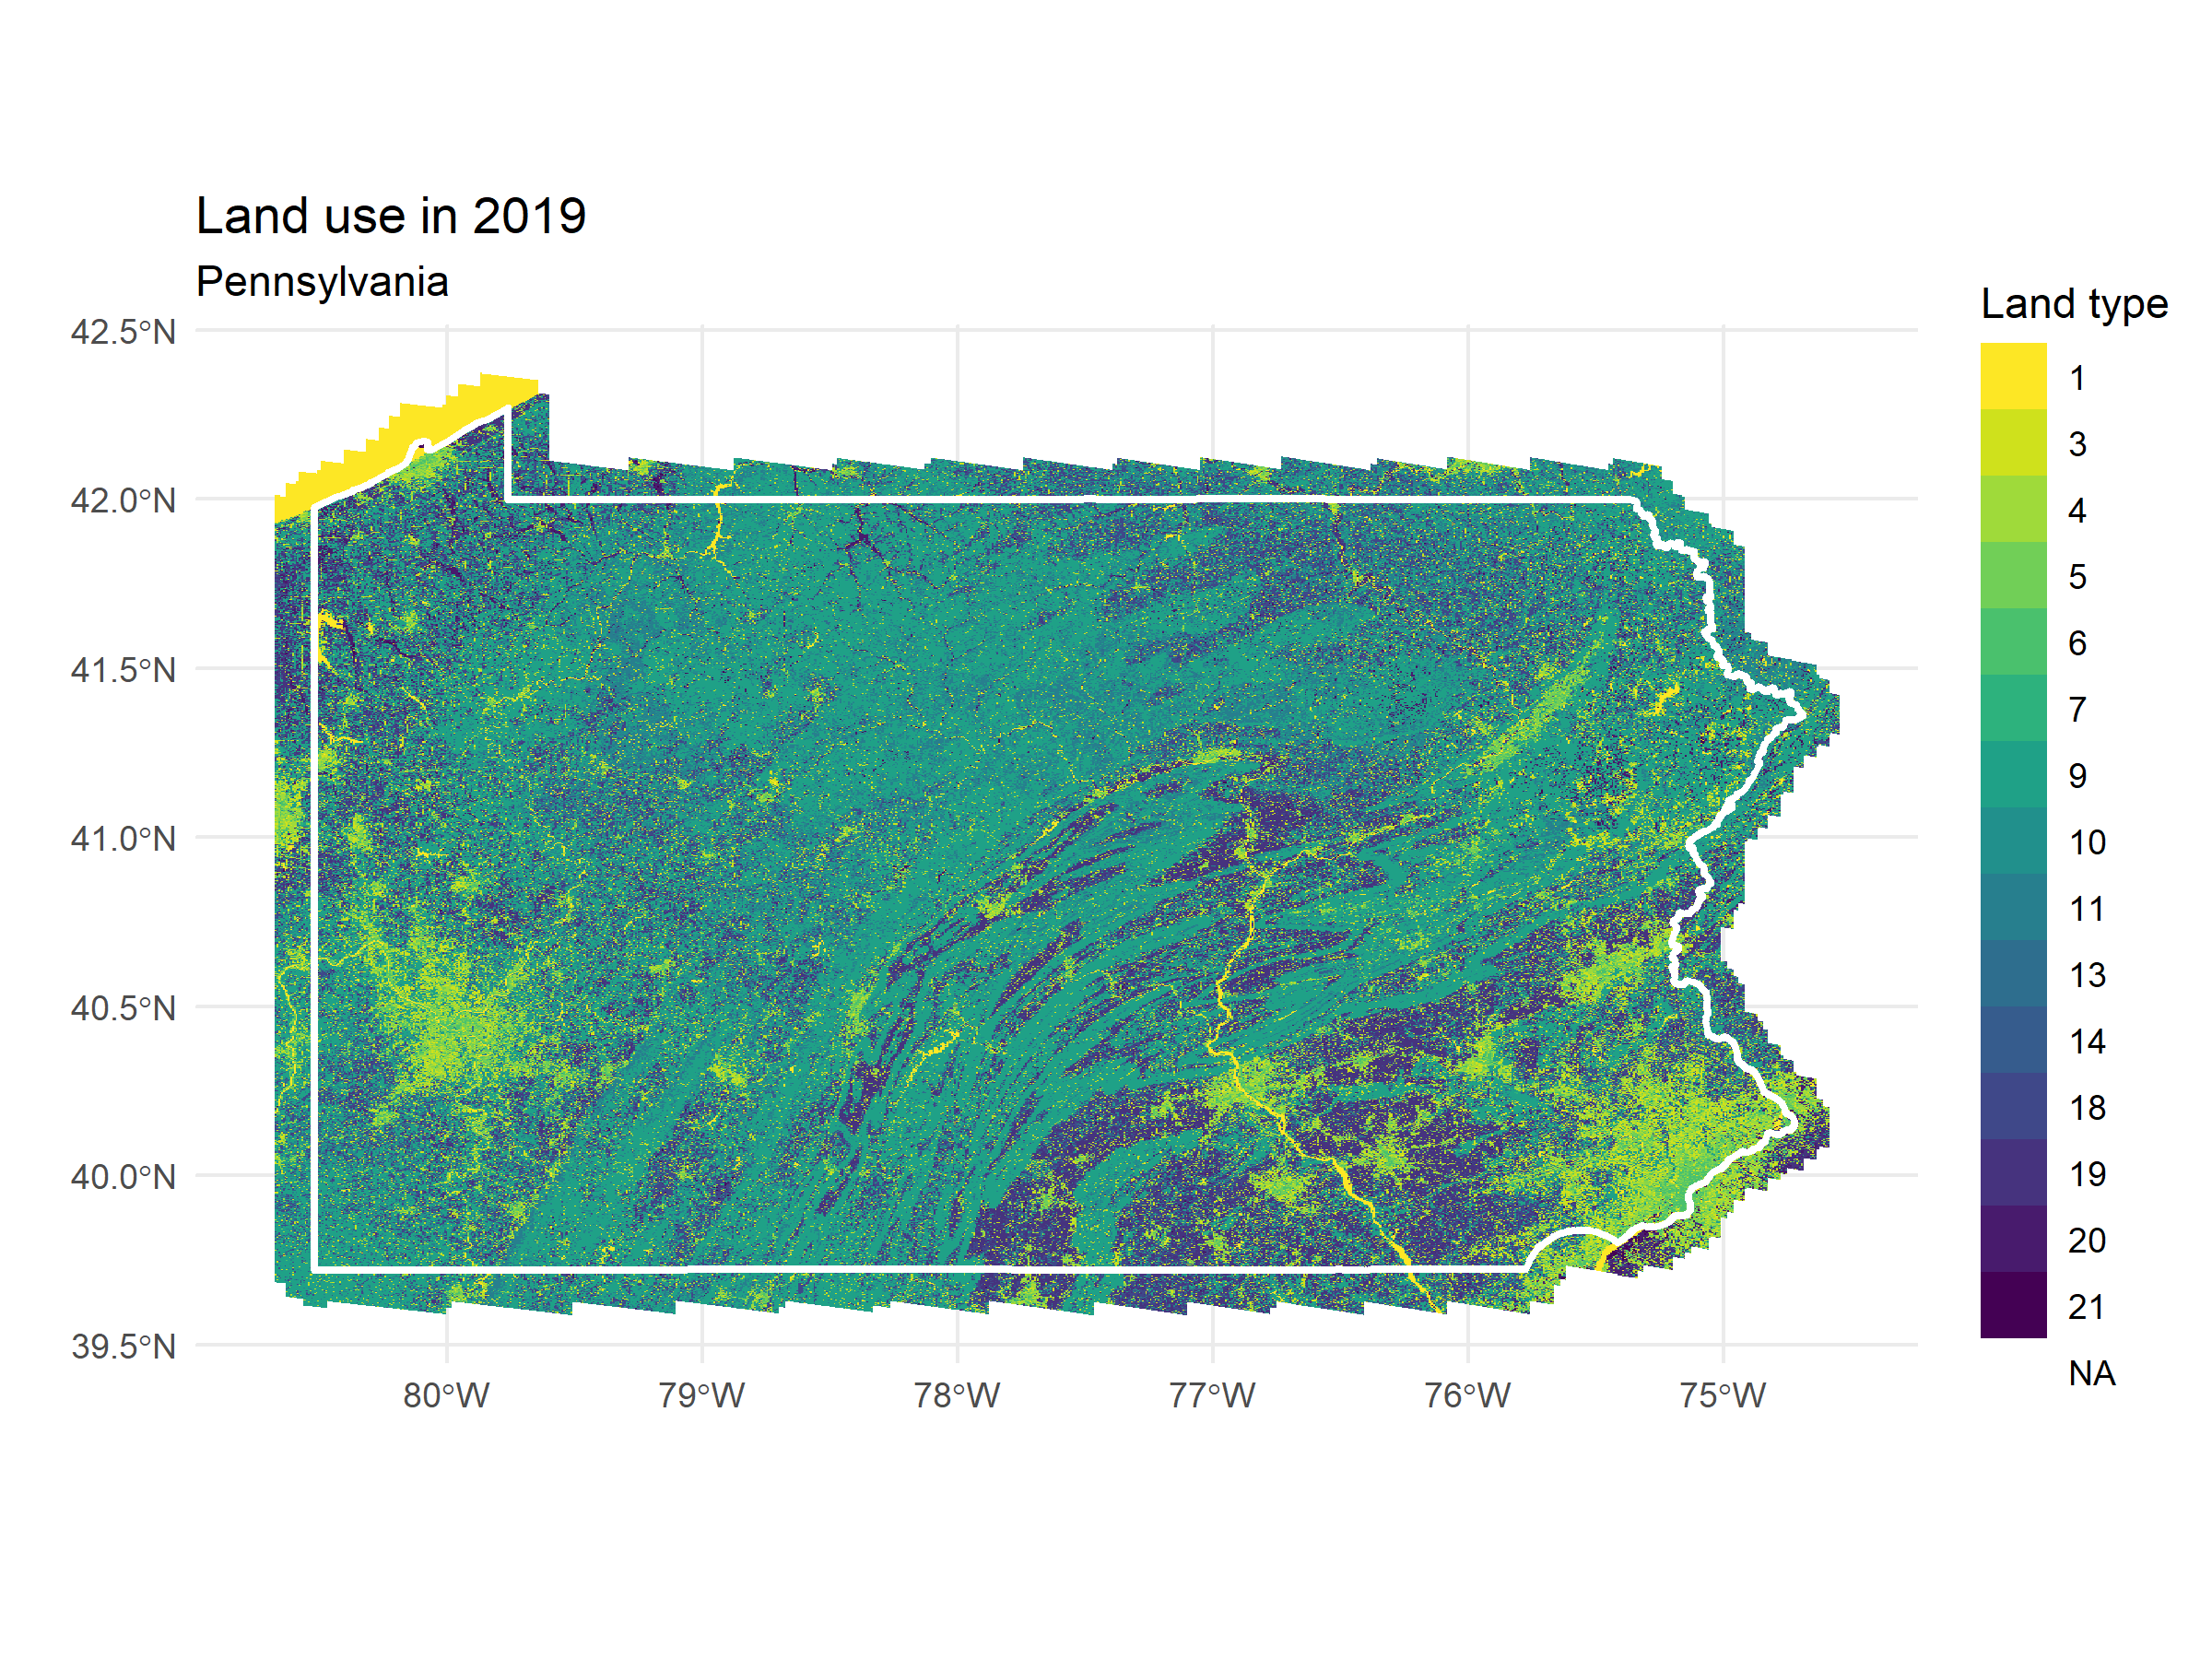 Land use in 2019
Pennsylvania
42.5°N
42.0°N
41.5°N
41.0°N
40.5°N
40.0°N
39.5°N
80°W
79°W
78°W
77°W
76°W
75°W
Land type
1
3
4
5
6
7
9
10
11
13
14
18
19
20
21
NA